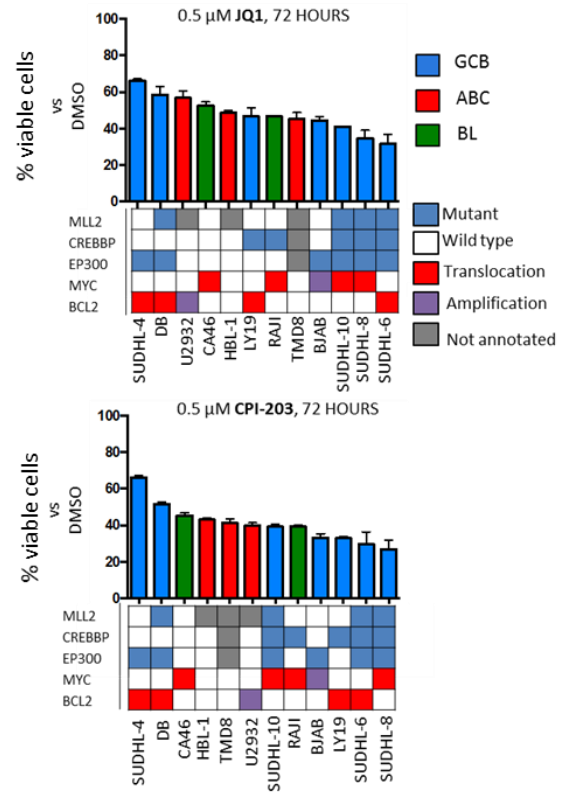 0.5 µM JQ1, 72 HOURS
% viable cells
vs
DMSO
100
80
60
40
20
0
GCB
ABC
BL
MLL2
CREBBP
EP300
MYC
BCL2
Mutant
Wild type
Translocation
Amplification
Not annotated
SUDHL-4
DB
U2932
CA46
HBL-1
LY19
RAJI
TMD8
BJAB
SUDHL-10
SUDHL-8
SUDHL-6
0.5 µM CPI-203, 72 HOURS
% viable cells
vs
DMSO
100
80
60
40
20
0
MLL2
CREBBP
EP300
MYC
BCL2
SUDHL-4
DB
CA46
HBL-1
TMD8
U2932
SUDHL-10
RAJI
BJAB
LY19
SUDHL-6
SUDHL-8